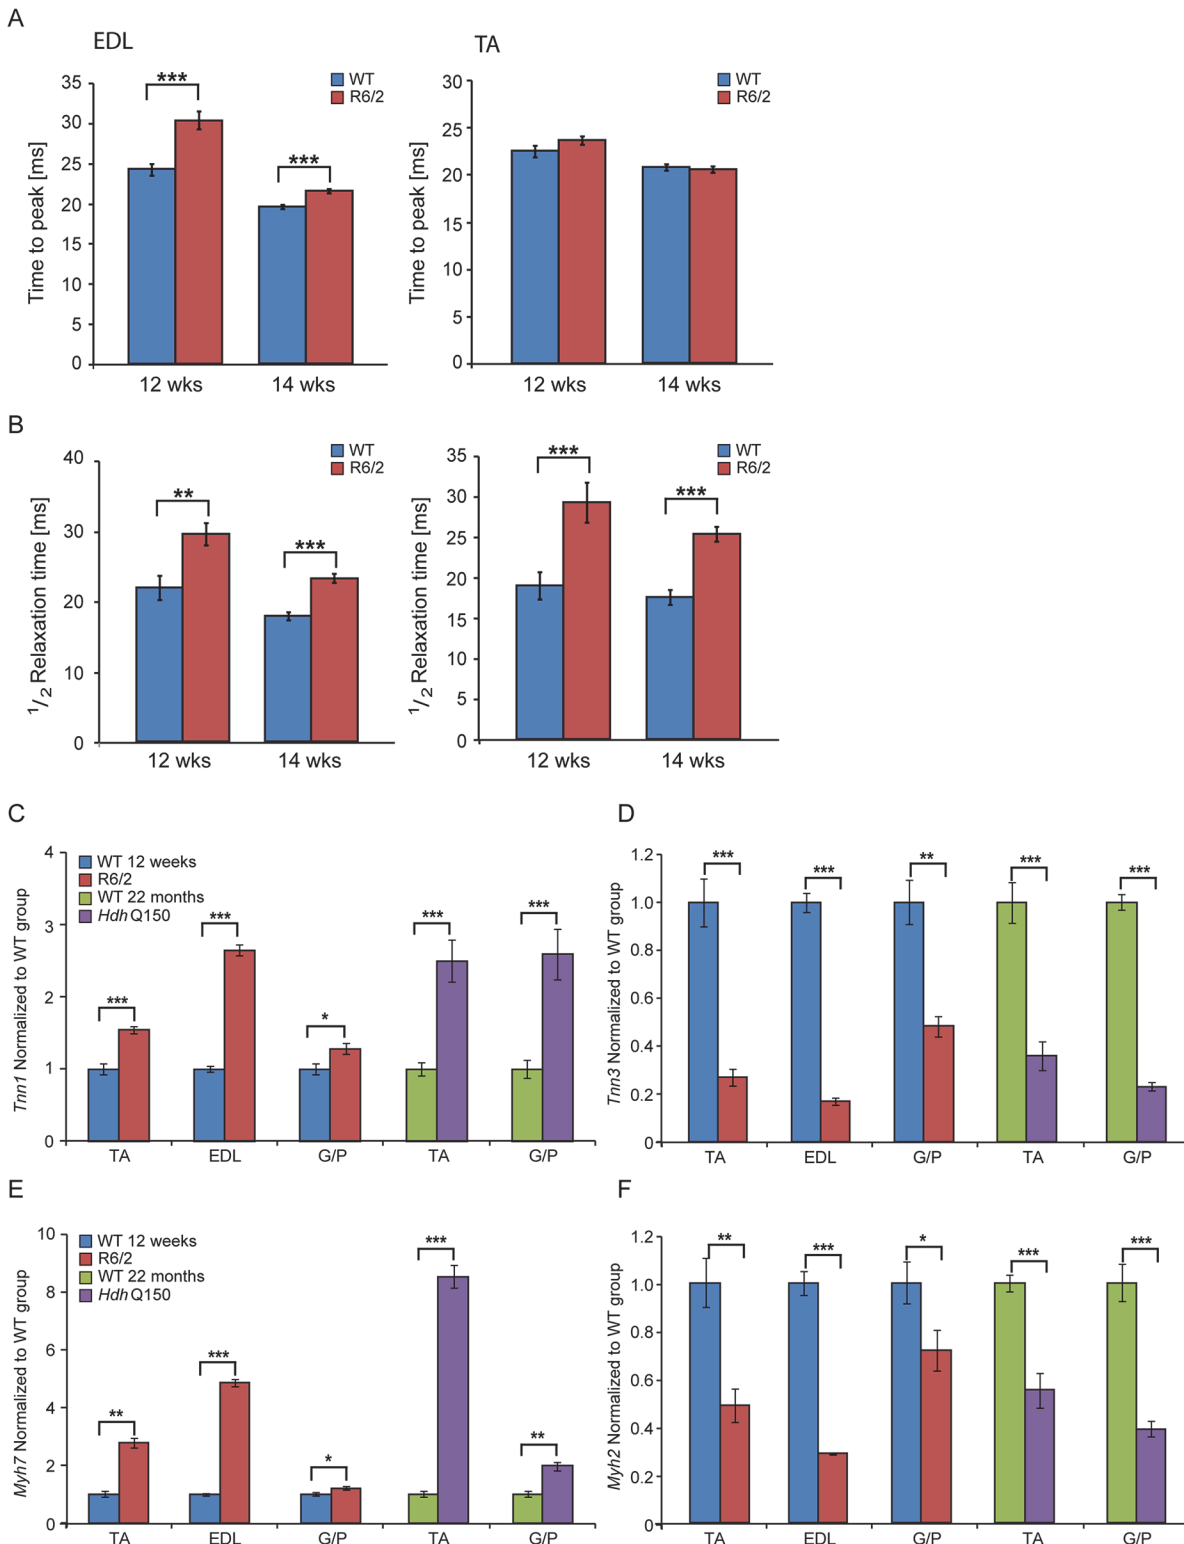 A
EDL
TA
WT
R6/2
WT
R6/2
Time to peak [ms]
35
30
25
20
15
10
5
0
***
***
12 wks
14 wks
Time to peak [ms]
30
25
20
15
10
5
0
12 wks
14 wks
B
WT
R6/2
WT
R6/2
1/2 Relaxation time [ms]
40
30
20
10
0
**
***
12 wks
14 wks
1/2 Relaxation time [ms]
35
30
25
20
15
10
5
0
***
***
12 wks
14 wks
C
Tnn1 Normalized to WT group
4
3
2
1
0
WT 12 weeks
R6/2
WT 22 months
Hdh Q150
***
***
*
***
***
TA
EDL
G/P
TA
G/P
D
Tnn3 Normalized to WT group
1.2
1.0
0.8
0.6
0.4
0.2
0
***
***
**
***
***
TA
EDL
G/P
TA
G/P
E
Myh7 Normalized to WT group
10
8
6
4
2
0
WT 12 weeks
R6/2
WT 22 months
Hdh Q150
**
***
*
***
**
TA
EDL
G/P
TA
G/P
F
Myh2 Normalized to WT group
1.2
1.0
0.8
0.6
0.4
0.2
0
**
***
*
***
***
TA
EDL
G/P
TA
G/P